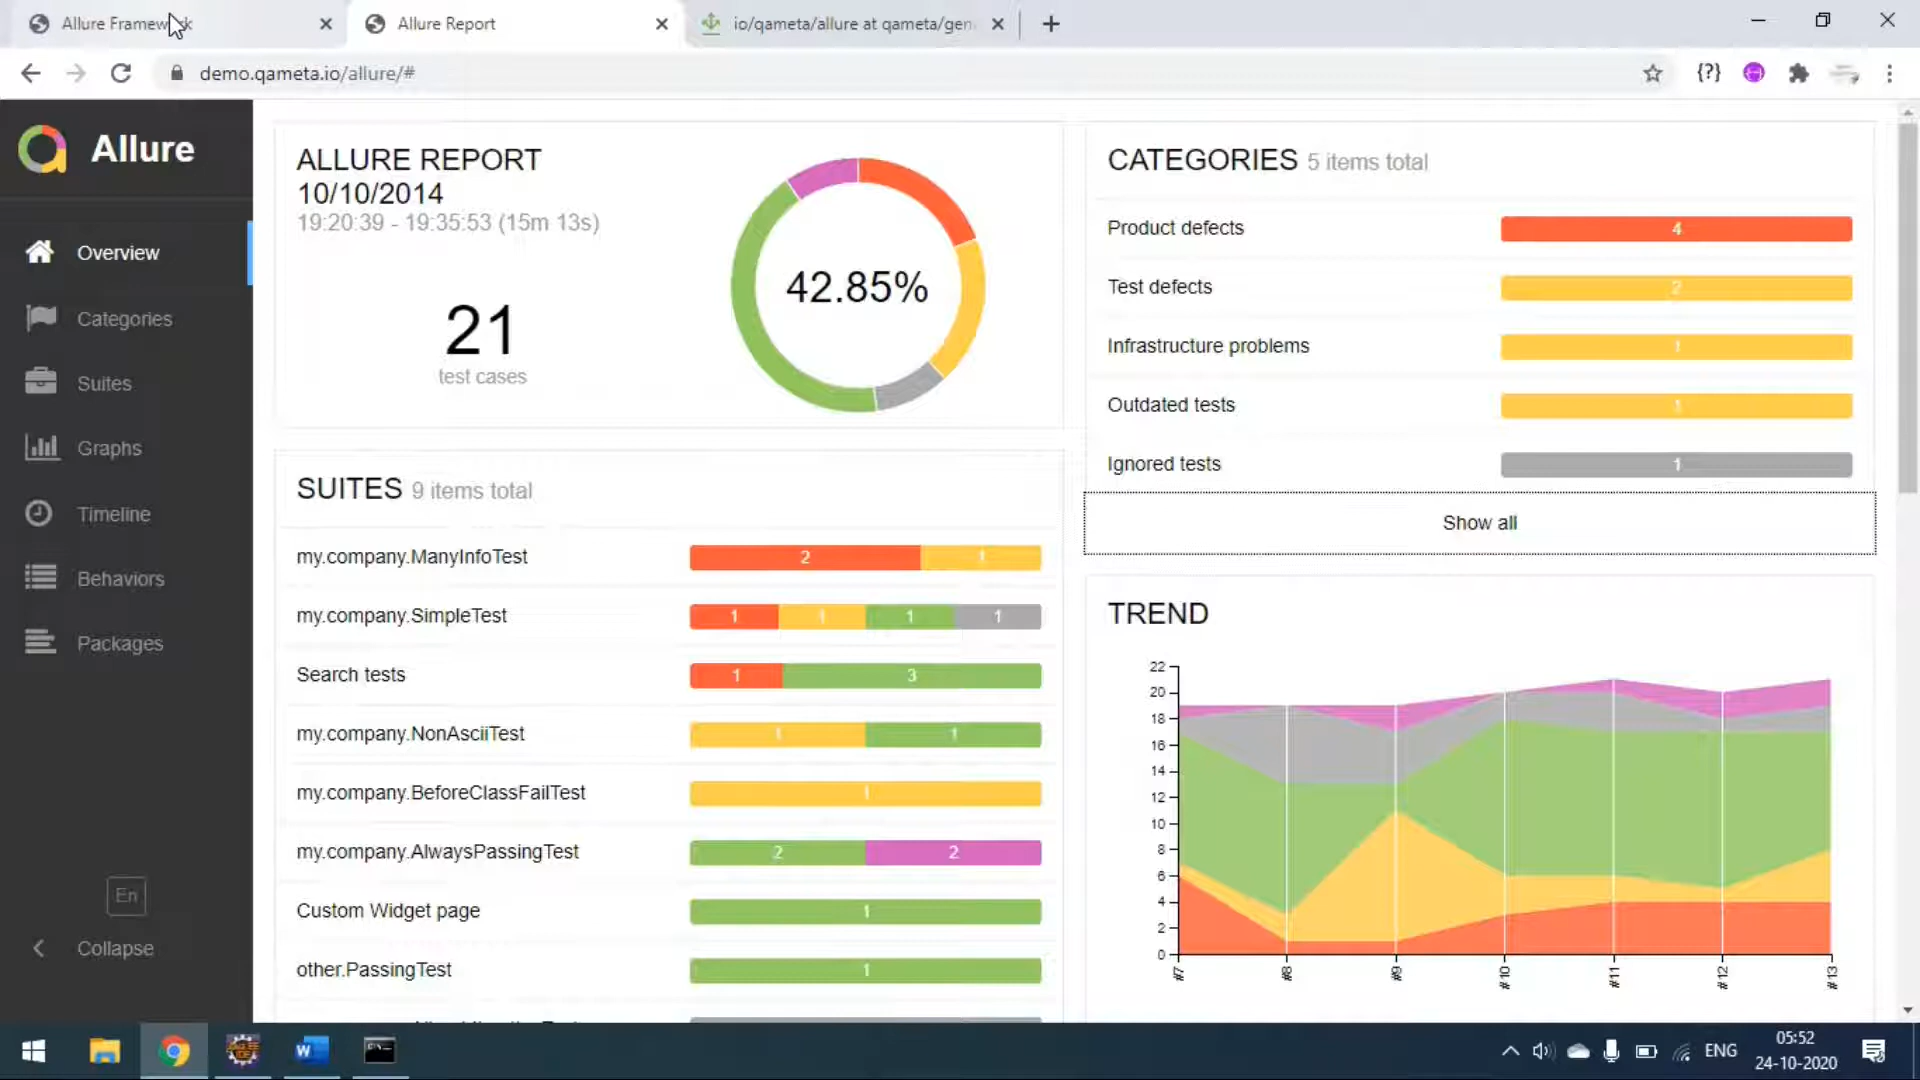 Allure Framework
Allure Report
io/qameta/allure at qameta/gen
demo.qameta.io/allure/#
{?}
Allure
Overview
Categories
Suites
Graphs
Timeline
Behaviors
Packages
En
Collapse
ALLURE REPORT
10/10/2014
19:20:39 - 19:35:53 (15m 13s)
21
test cases
42.85%
SUITES 9 items total
my.company.ManyInfoTest 2 1
my.company.SimpleTest 1 1 1 1
Search tests 1 3
my.company.NonAsciiTest 1 1
my.company.BeforeClassFailTest 1
my.company.AlwaysPassingTest 2 2
Custom Widget page 1
other.PassingTest 1
CATEGORIES 5 items total
Product defects 4
Test defects 2
Infrastructure problems 1
Outdated tests 1
Ignored tests 1
Show all
TREND
22
20
18
16
14
12
10
8
6
4
2
0
#7 #8 #9 #10 #11 #12 #13
ENG
05:52
24-10-2020